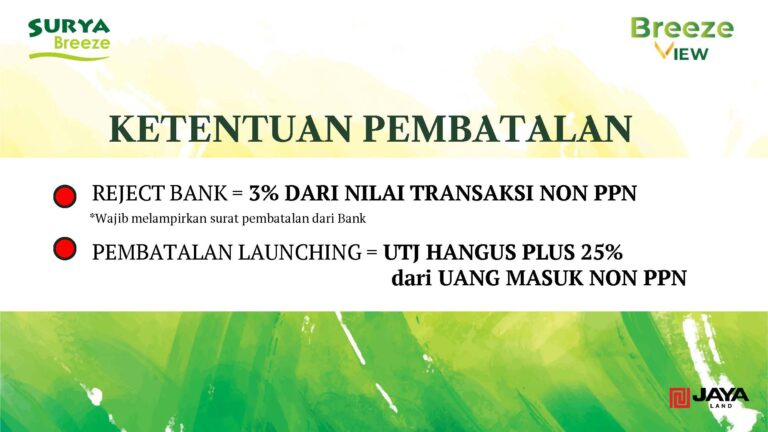 SURYA
Breeze
Breeze
VIEW
KETENTUAN PEMBATALAN
REJECT BANK = 3% DARI NILAI TRANSAKSI NON PPN
*Wajib melampirkan surat pembatalan dari Bank
PEMBATALAN LAUNCHING = UTJ HANGUS PLUS 25%
dari UANG MASUK NON PPN
JAYA
LAND